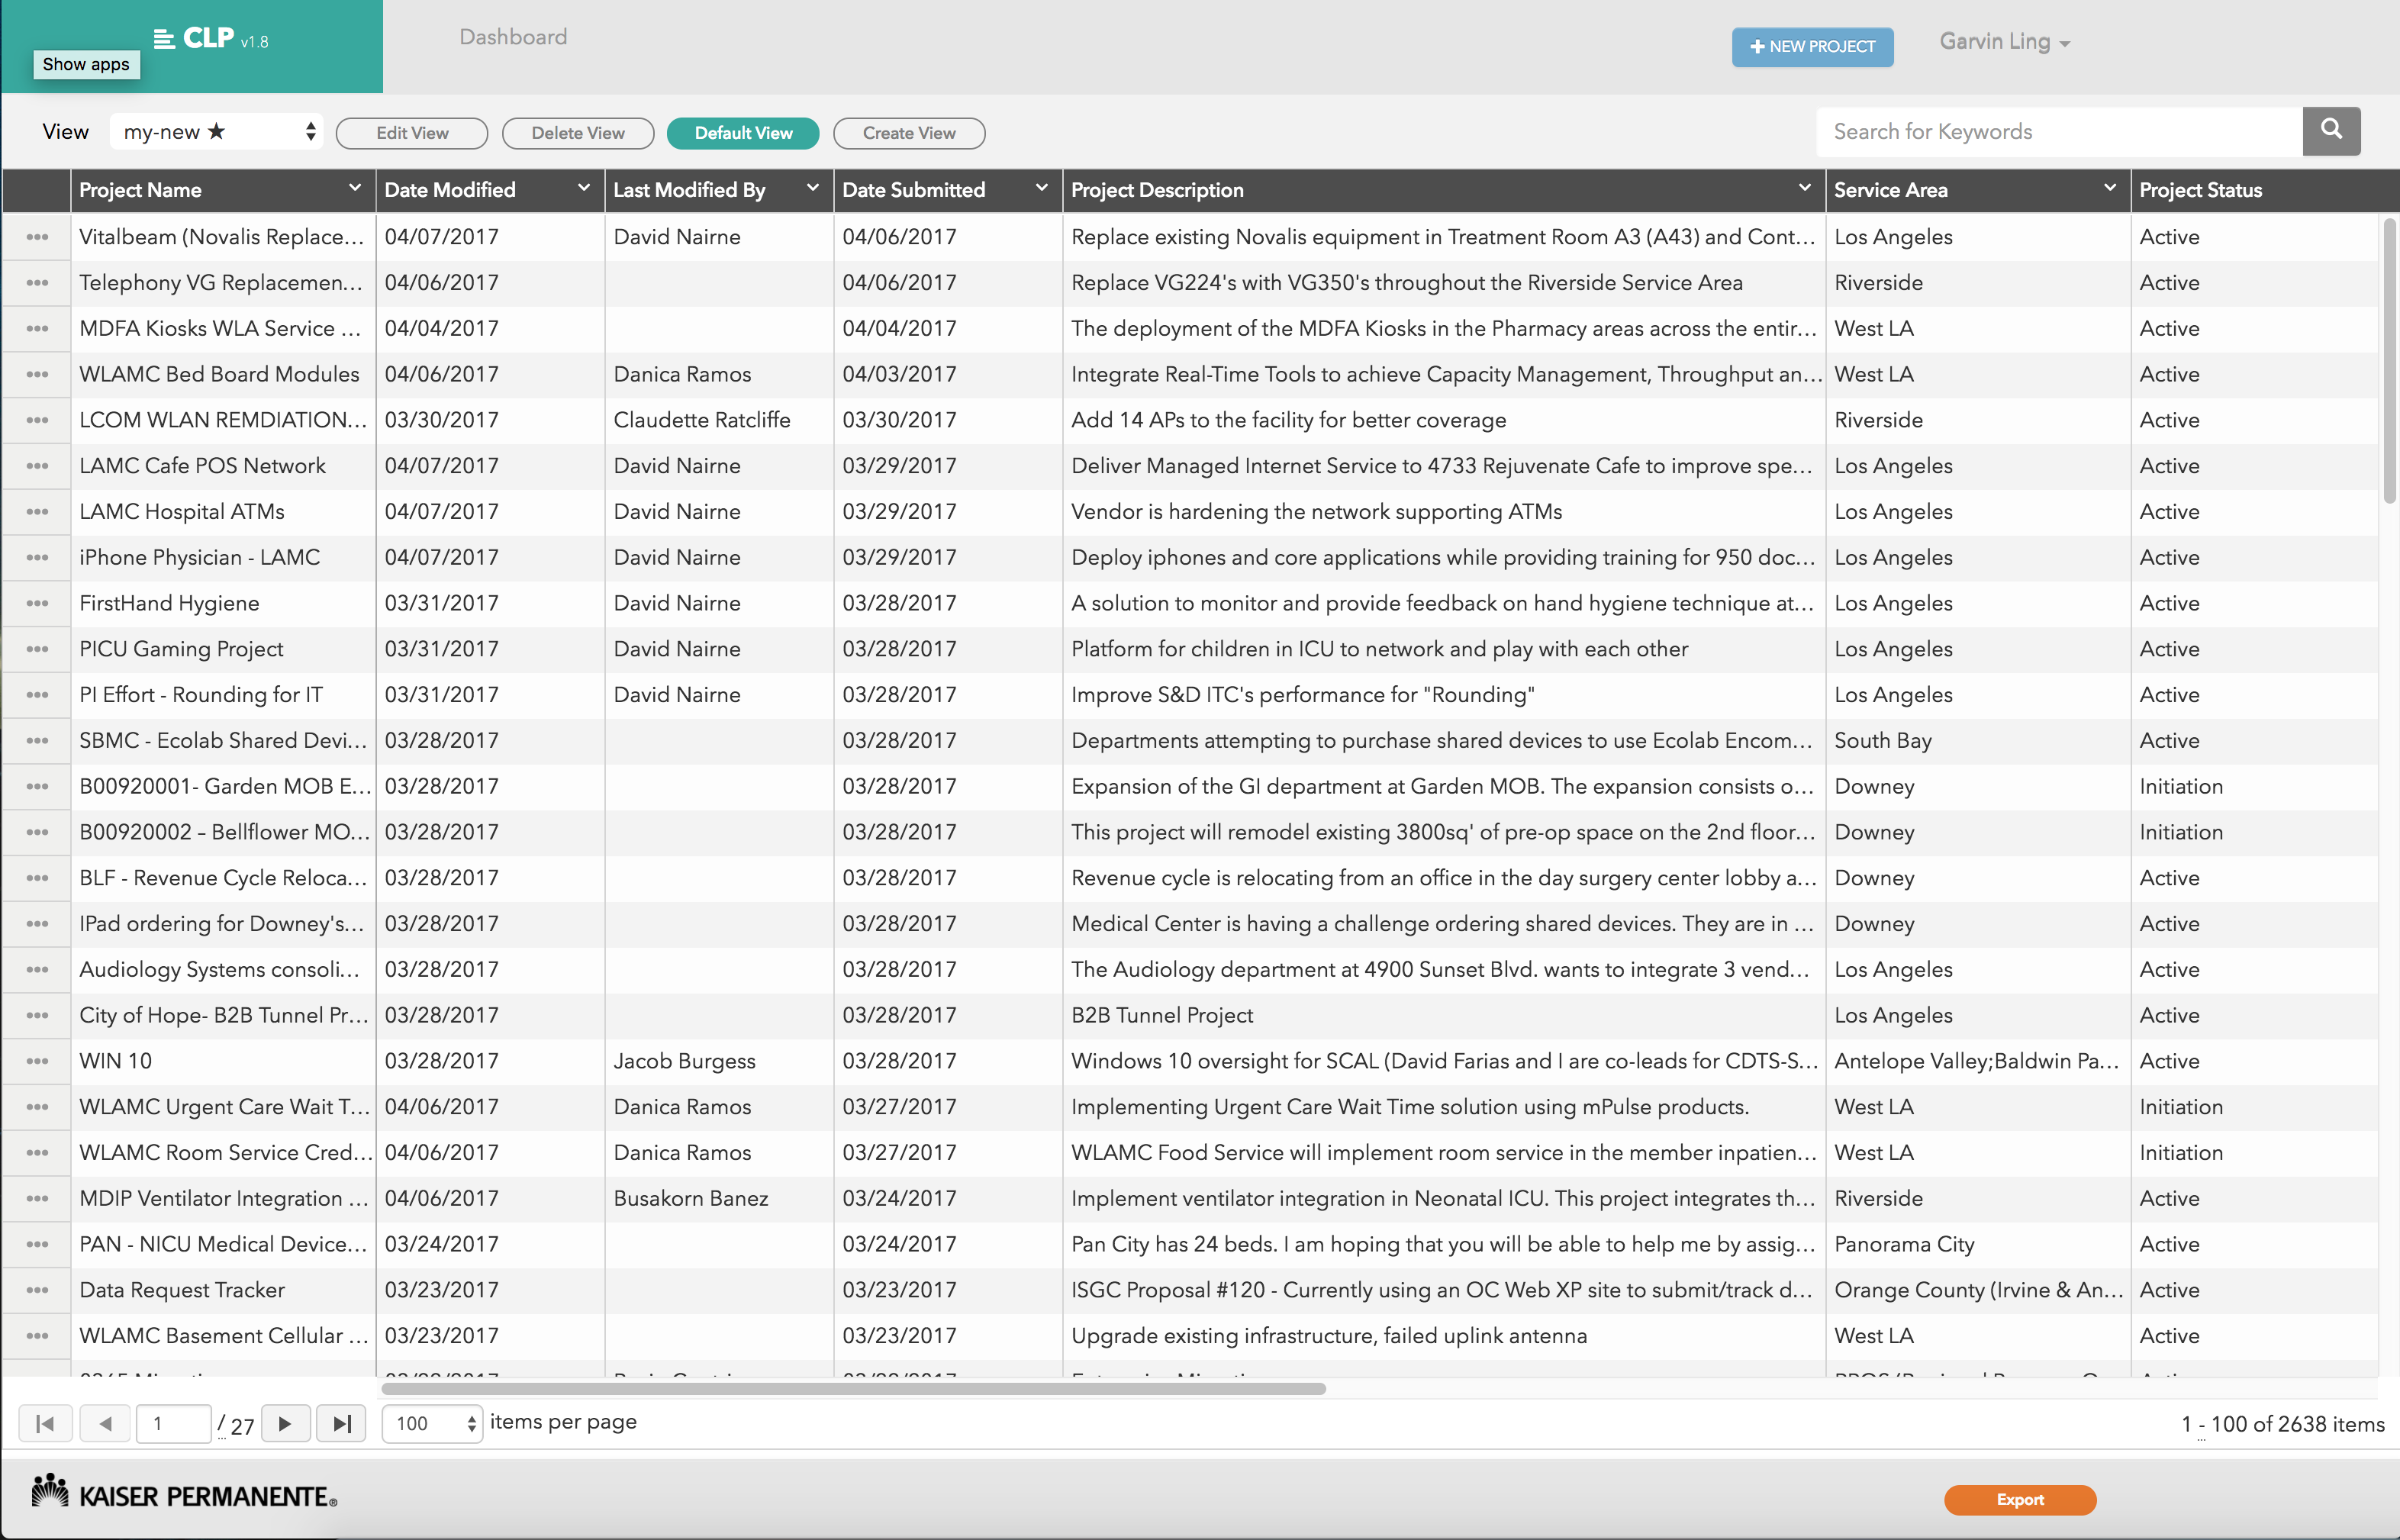 CLP v1.8
Show apps
Dashboard
NEW PROJECT
Garvin Ling
View my-new ★ Edit View Delete View Default View Create View Search for Keywords
Project Name Date Modified Last Modified By Date Submitted Project Description Service Area Project Status
Vitalbeam (Novalis Replace... 04/07/2017 David Nairne 04/06/2017 Replace existing Novalis equipment in Treatment Room A3 (A43) and Cont... Los Angeles Active
Telephony VG Replacemen... 04/06/2017 04/06/2017 Replace VG224's with VG350's throughout the Riverside Service Area Riverside Active
MDFA Kiosks WLA Service ... 04/04/2017 04/04/2017 The deployment of the MDFA Kiosks in the Pharmacy areas across the entir... West LA Active
WLAMC Bed Board Modules 04/06/2017 Danica Ramos 04/03/2017 Integrate Real-Time Tools to achieve Capacity Management, Throughput an... West LA Active
LCOM WLAN REMDIATION... 03/30/2017 Claudette Ratcliffe 03/30/2017 Add 14 APs to the facility for better coverage Riverside Active
LAMC Cafe POS Network 04/07/2017 David Nairne 03/29/2017 Deliver Managed Internet Service to 4733 Rejuvenate Cafe to improve spe... Los Angeles Active
LAMC Hospital ATMs 04/07/2017 David Nairne 03/29/2017 Vendor is hardening the network supporting ATMs Los Angeles Active
iPhone Physician - LAMC 04/07/2017 David Nairne 03/29/2017 Deploy iphones and core applications while providing training for 950 doc... Los Angeles Active
FirstHand Hygiene 03/31/2017 David Nairne 03/28/2017 A solution to monitor and provide feedback on hand hygiene technique at... Los Angeles Active
PICU Gaming Project 03/31/2017 David Nairne 03/28/2017 Platform for children in ICU to network and play with each other Los Angeles Active
PI Effort - Rounding for IT 03/31/2017 David Nairne 03/28/2017 Improve S&D ITC's performance for "Rounding" Los Angeles Active
SBMC - Ecolab Shared Devi... 03/28/2017 03/28/2017 Departments attempting to purchase shared devices to use Ecolab Encom... South Bay Active
B00920001- Garden MOB E... 03/28/2017 03/28/2017 Expansion of the GI department at Garden MOB. The expansion consists o... Downey Initiation
B00920002 – Bellflower MO... 03/28/2017 03/28/2017 This project will remodel existing 3800sq' of pre-op space on the 2nd floor... Downey Initiation
BLF - Revenue Cycle Reloca... 03/28/2017 03/28/2017 Revenue cycle is relocating from an office in the day surgery center lobby a... Downey Active
IPad ordering for Downey's... 03/28/2017 03/28/2017 Medical Center is having a challenge ordering shared devices. They are in ... Downey Active
Audiology Systems consoli... 03/28/2017 03/28/2017 The Audiology department at 4900 Sunset Blvd. wants to integrate 3 vend... Los Angeles Active
City of Hope- B2B Tunnel Pr... 03/28/2017 03/28/2017 B2B Tunnel Project Los Angeles Active
WIN 10 03/28/2017 Jacob Burgess 03/28/2017 Windows 10 oversight for SCAL (David Farias and I are co-leads for CDTS-S... Antelope Valley;Baldwin Pa... Active
WLAMC Urgent Care Wait T... 04/06/2017 Danica Ramos 03/27/2017 Implementing Urgent Care Wait Time solution using mPulse products. West LA Initiation
WLAMC Room Service Cred... 04/06/2017 Danica Ramos 03/27/2017 WLAMC Food Service will implement room service in the member inpatien... West LA Initiation
MDIP Ventilator Integration ... 04/06/2017 Busakorn Banez 03/24/2017 Implement ventilator integration in Neonatal ICU. This project integrates th... Riverside Active
PAN - NICU Medical Device... 03/24/2017 03/24/2017 Pan City has 24 beds. I am hoping that you will be able to help me by assig... Panorama City Active
Data Request Tracker 03/23/2017 03/23/2017 ISGC Proposal #120 - Currently using an OC Web XP site to submit/track d... Orange County (Irvine & An... Active
WLAMC Basement Cellular ... 03/23/2017 03/23/2017 Upgrade existing infrastructure, failed uplink antenna West LA Active
1 / 27 100 items per page 1 - 100 of 2638 items
KAISER PERMANENTE® Export